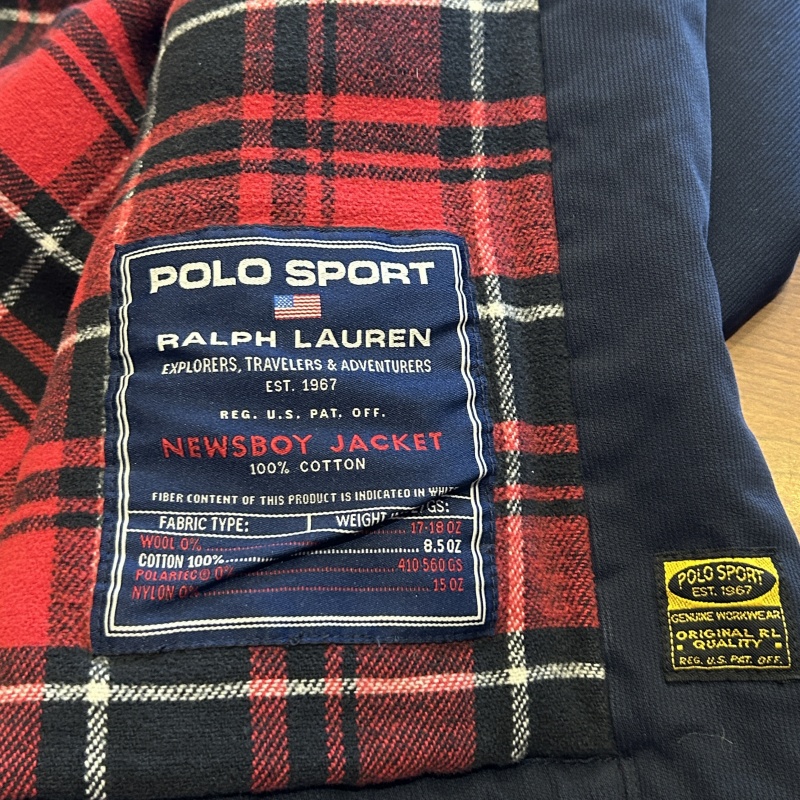 POLO SPORT
RALPH LAUREN
EXPLORERS, TRAVELERS & ADVENTURERS
EST. 1967
REG. U.S. PAT. OFF.
NEWSBOY JACKET
100% COTTON
FIBER CONTENT OF THIS PRODUCT IS INDICATED IN WHITE
FABRIC TYPE: WEIGHT
WOOL 0% 17-18 OZ
COTTON 100% 8.5 OZ
POLARTEC® 0% 410/560 GS
NYLON 0% 15 OZ
POLO SPORT
EST. 1967
GENUINE WORKWEAR
ORIGINAL RL
QUALITY
REG. U.S. PAT. OFF.